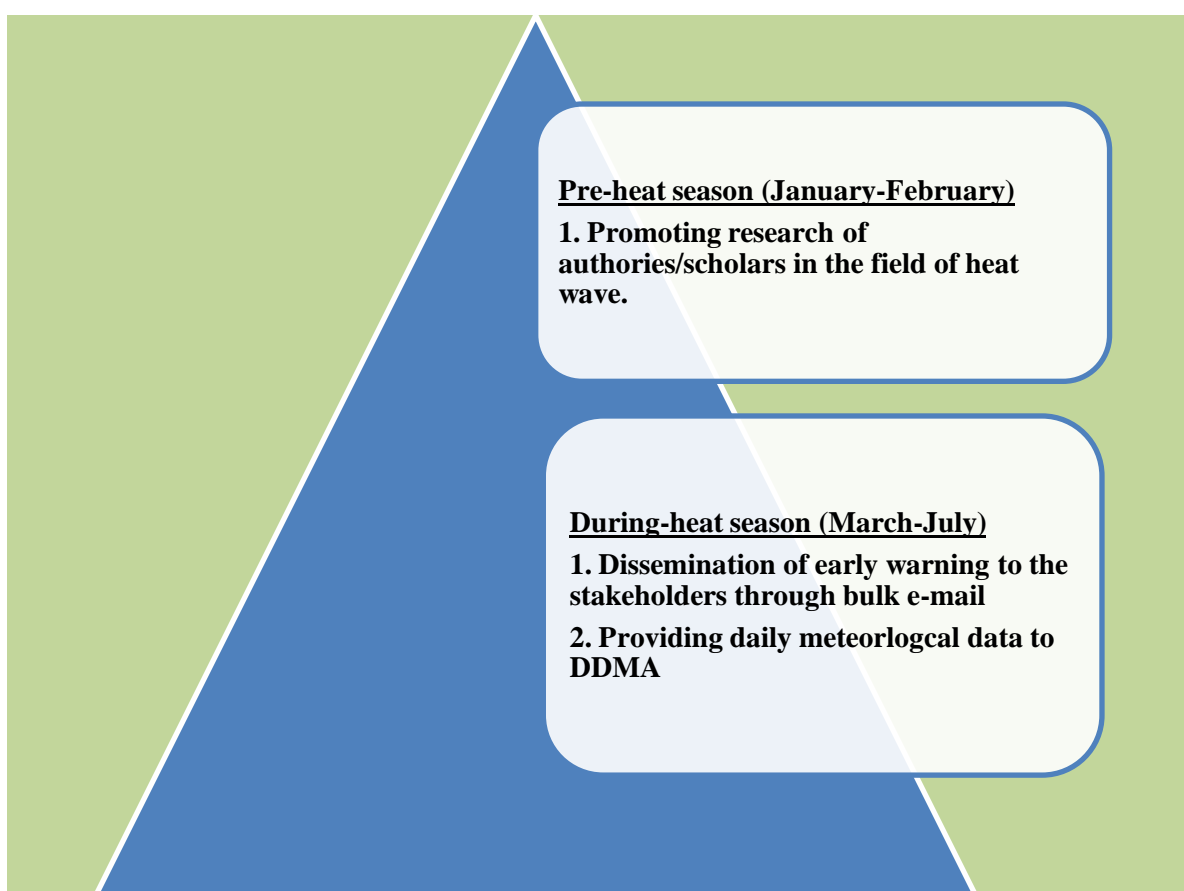 Pre-heat season (January-February)
1. Promoting research of
authories/scholars in the field of heat
wave.
During-heat season (March-July)
1. Dissemination of early warning to the
stakeholders through bulk e-mail
2. Providing daily meteorlogcal data to
DDMA